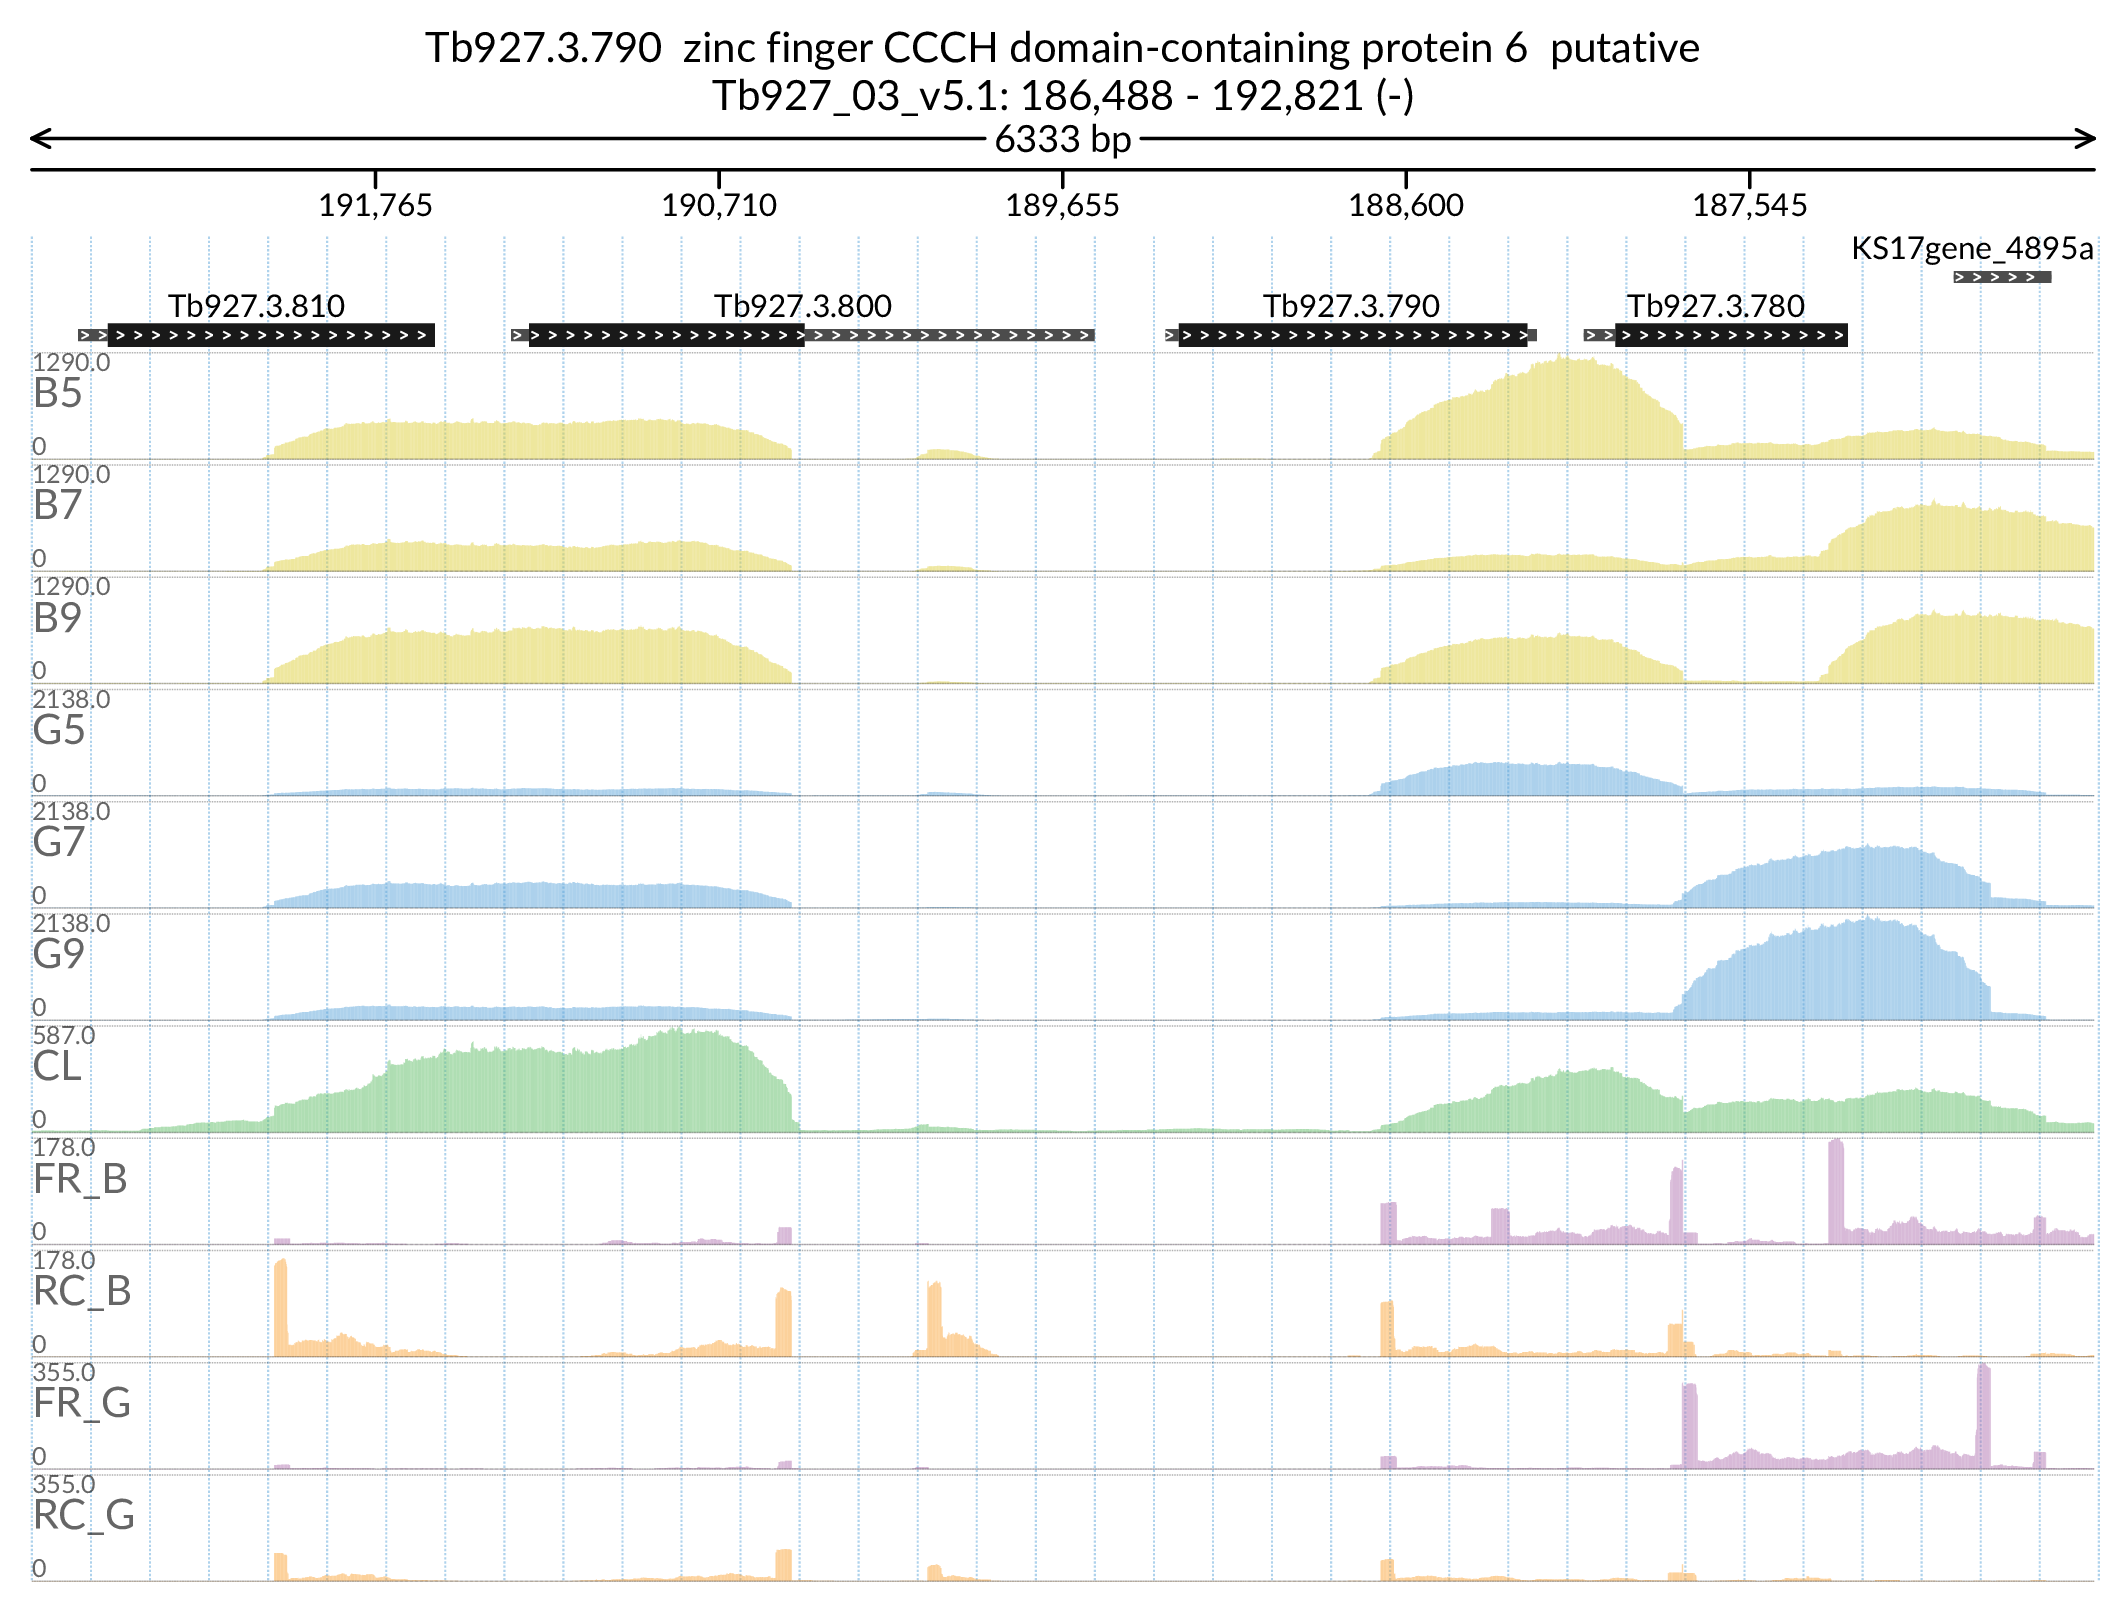 Tb927.3.790 zinc finger CCCH domain-containing protein 6 putative
Tb927_03_v5.1: 186,488 - 192,821 (-)
6333 bp
191,765 190,710 189,655 188,600 187,545
KS17gene_4895a
Tb927.3.810 Tb927.3.800 Tb927.3.790 Tb927.3.780
1290.0
B5
0
1290.0
B7
0
1290.0
B9
0
2138.0
G5
0
2138.0
G7
0
2138.0
G9
0
587.0
CL
0
178.0
FR_B
0
178.0
RC_B
0
355.0
FR_G
0
355.0
RC_G
0